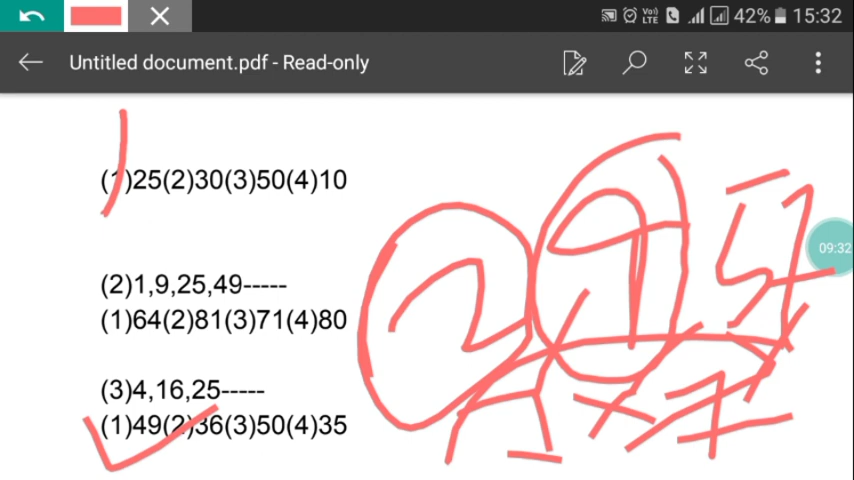 Vo))
LTE
42%
15:32
Untitled document.pdf - Read-only
(1)25(2)30(3)50(4)10
(2)1,9,25,49-----
(1)64(2)81(3)71(4)80
09:32
(3)4,16,25-----
(1)49(2)36(3)50(4)35